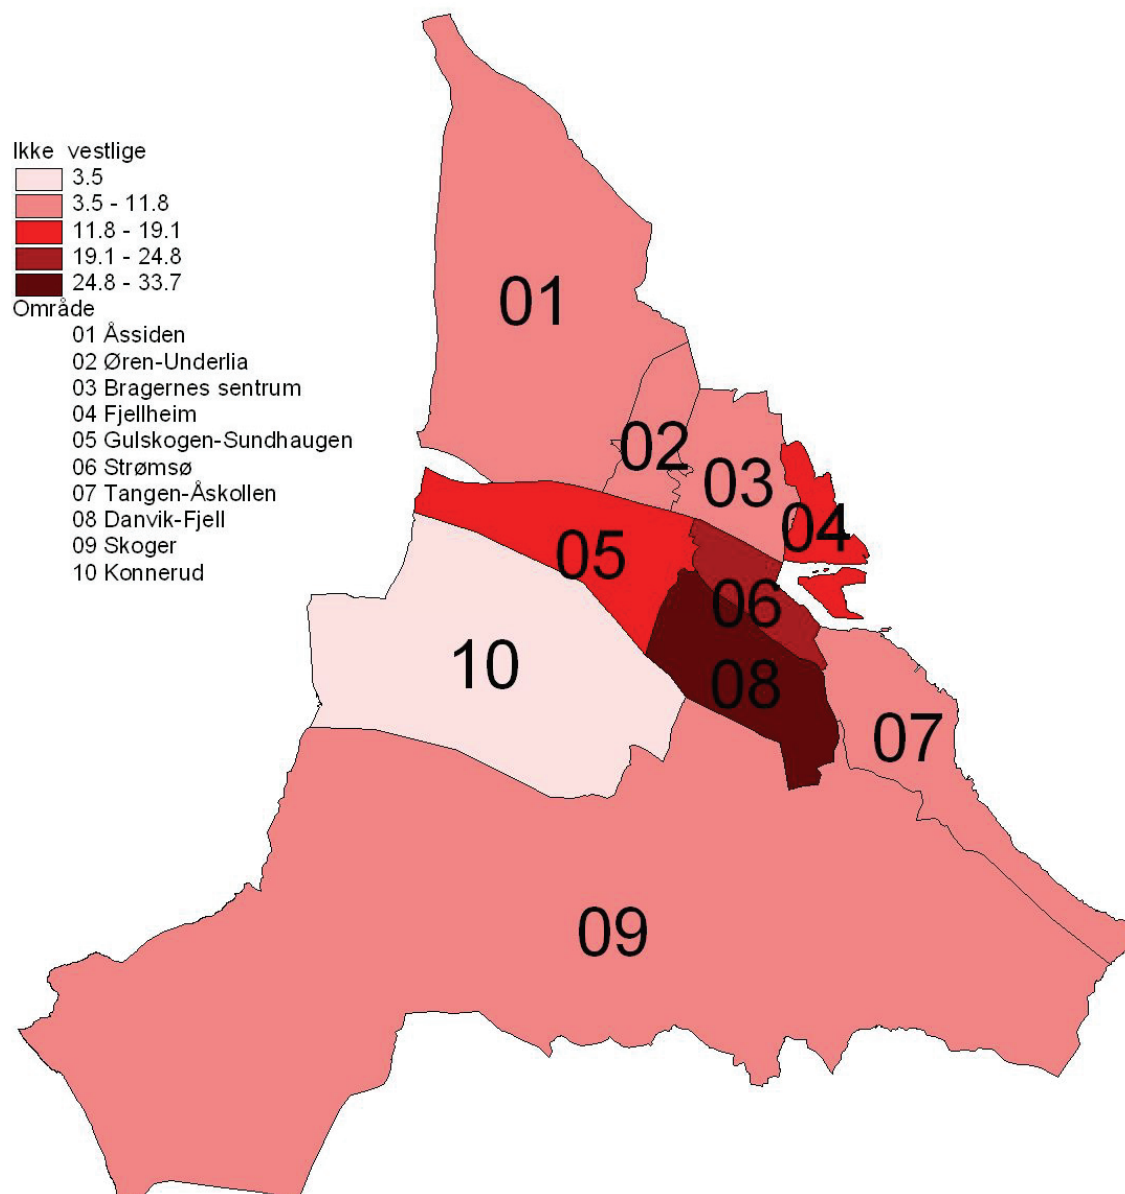 Ikke vestlige
3.5
3.5 - 11.8
11.8 - 19.1
19.1 - 24.8
24.8 - 33.7
Område
01 Åssiden
02 Øren-Underlia
03 Bragernes sentrum
04 Fjellheim
05 Gulskogen-Sundhaugen
06 Strømsø
07 Tangen-Åskollen
08 Danvik-Fjell
09 Skoger
10 Konnerud
01
02
03
04
05
06
10
08
07
09